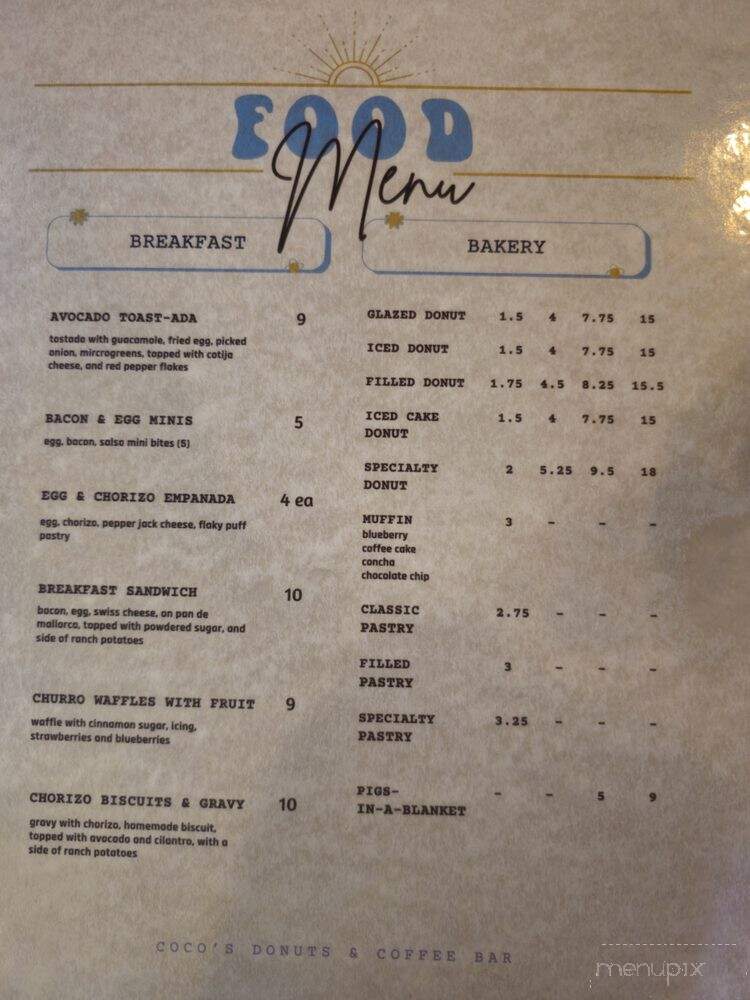 FOOD
Menu
BREAKFAST
AVOCADO TOAST-ADA 9
tostada with guacamole, fried egg, picked
onion, mircrogreens, topped with cotija
cheese, and red pepper flakes
BACON & EGG MINIS 5
egg, bacon, salsa mini bites (5)
EGG & CHORIZO EMPANADA 4 ea
egg, chorizo, pepper jack cheese, flaky puff
pastry
BREAKFAST SANDWICH 10
bacon, egg, swiss cheese, on pan de
mallorca, topped with powdered sugar, and
side of ranch potatoes
CHURRO WAFFLES WITH FRUIT 9
waffle with cinnamon sugar, icing,
strawberries and blueberries
CHORIZO BISCUITS & GRAVY 10
gravy with chorizo, homemade biscuit,
topped with avocado and cilantro, with a
side of ranch potatoes
BAKERY
GLAZED DONUT 1.5 4 7.75 15
ICED DONUT 1.5 4 7.75 15
FILLED DONUT 1.75 4.5 8.25 15.5
ICED CAKE 1.5 4 7.75 15
DONUT
SPECIALTY 2 5.25 9.5 18
DONUT
MUFFIN 3 - - -
blueberry
coffee cake
concha
chocolate chip
CLASSIC 2.75 - - -
PASTRY
FILLED 3 - - -
PASTRY
SPECIALTY 3.25 - - -
PASTRY
PIGS- - - 5 9
IN-A-BLANKET
COCO'S DONUTS & COFFEE BAR
menupix